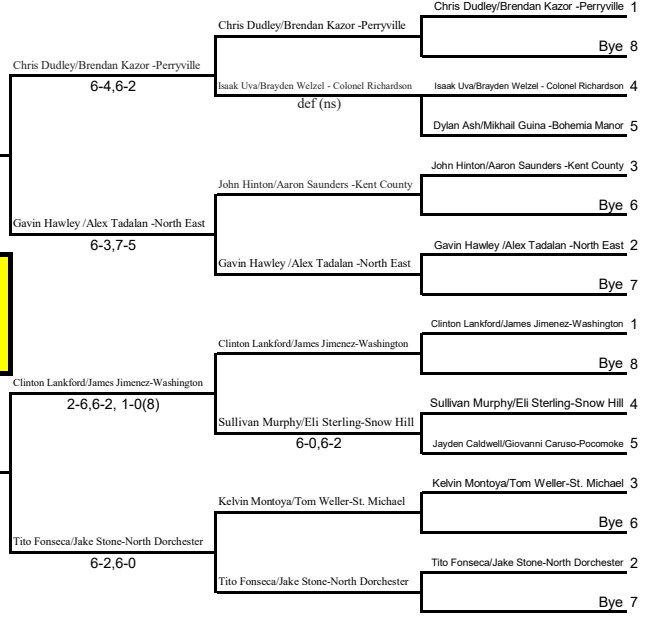 Chris Dudley/Brendan Kazor -Perryville 1
Chris Dudley/Brendan Kazor -Perryville
Bye 8
Chris Dudley/Brendan Kazor -Perryville
6-4,6-2
Isaak Uva/Brayden Welzel - Colonel Richardson
Isaak Uva/Brayden Welzel - Colonel Richardson 4
def (ns)
Dylan Ash/Mikhail Guina -Bohemia Manor 5
John Hinton/Aaron Saunders -Kent County 3
John Hinton/Aaron Saunders -Kent County
Bye 6
Gavin Hawley /Alex Tadalan -North East
6-3,7-5
Gavin Hawley /Alex Tadalan -North East 2
Gavin Hawley /Alex Tadalan -North East
Bye 7
Clinton Lankford/James Jimenez-Washington 1
Clinton Lankford/James Jimenez-Washington
Bye 8
Clinton Lankford/James Jimenez-Washington
2-6,6-2, 1-0(8)
Sullivan Murphy/Eli Sterling-Snow Hill 4
Sullivan Murphy/Eli Sterling-Snow Hill
6-0,6-2
Jayden Caldwell/Giovanni Caruso-Pocomoke 5
Kelvin Montoya/Tom Weller-St. Michael 3
Kelvin Montoya/Tom Weller-St. Michael
Bye 6
Tito Fonseca/Jake Stone-North Dorchester
6-2,6-0
Tito Fonseca/Jake Stone-North Dorchester 2
Tito Fonseca/Jake Stone-North Dorchester
Bye 7